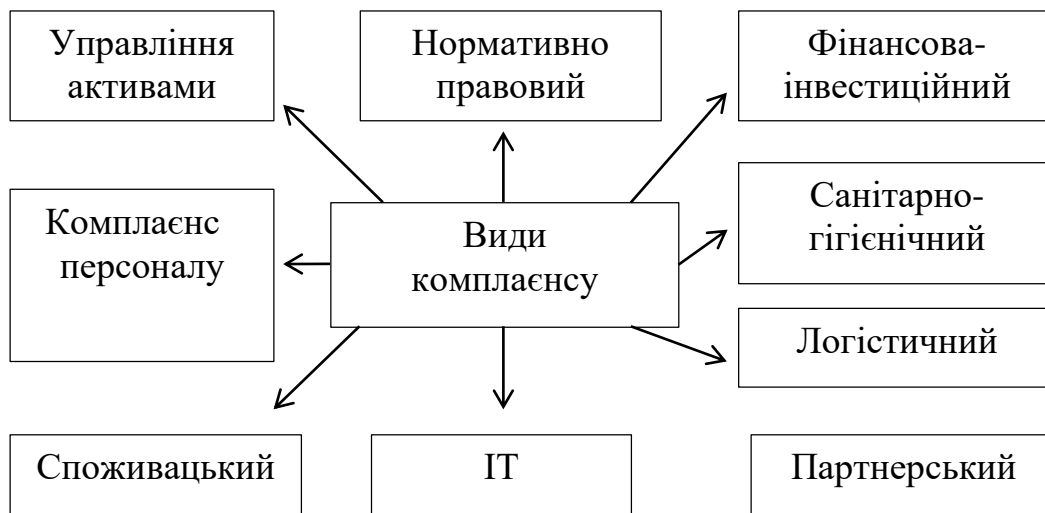 Управління
активами
Нормативно
правовий
Фінансова-
інвестиційний
Комплаєнс
персоналу
Види
комплаєнсу
Санітарно-
гігієнічний
Логістичний
Споживацький
ІТ
Партнерський